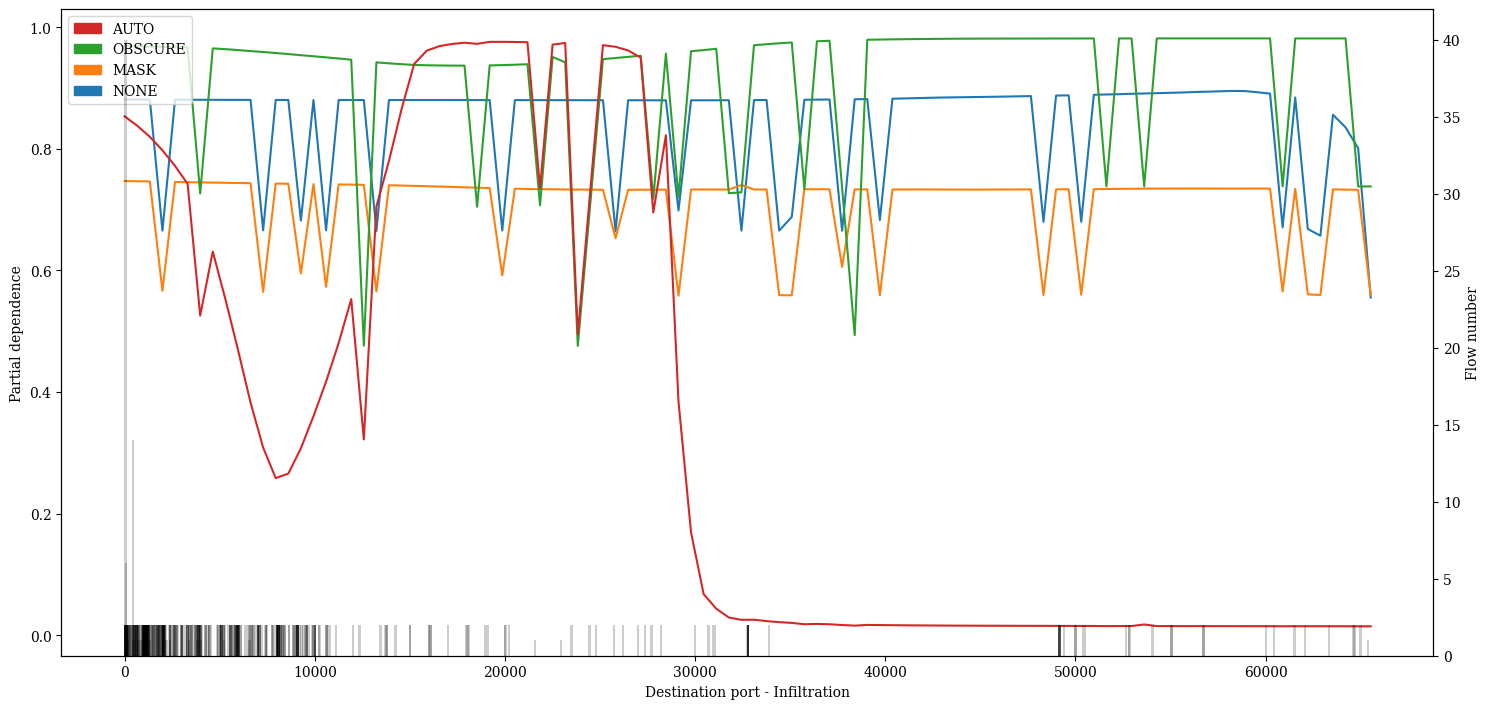 AUTO
OBSCURE
MASK
NONE
1.0
0.8
0.6
0.4
0.2
0.0
Partial dependence
40
35
30
25
20
15
10
5
0
Flow number
0 10000 20000 30000 40000 50000 60000
Destination port - Infiltration